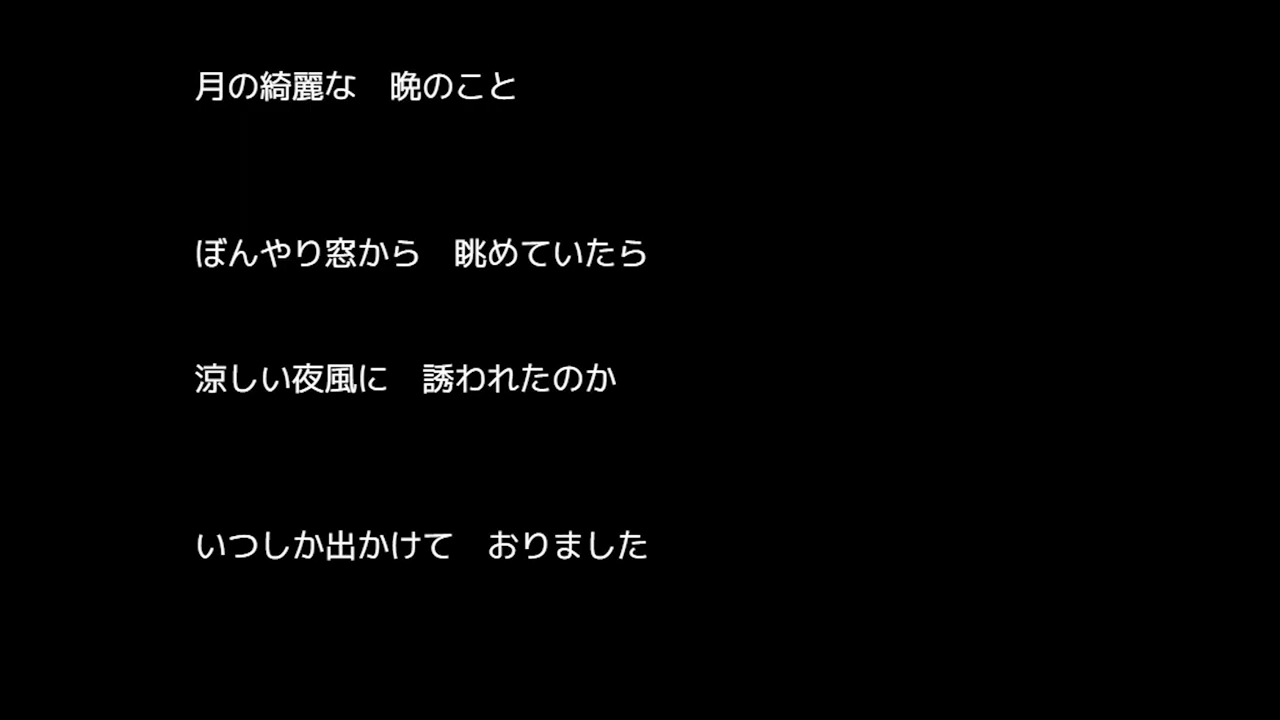 月の綺麗な　晩のこと
ぼんやり窓から　眺めていたら
涼しい夜風に　誘われたのか
いつしか出かけて　おりました